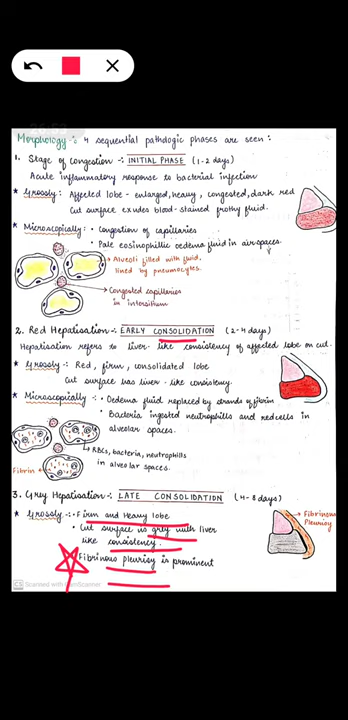 26:53
Morphology :- 4 sequential pathologic phases are seen :
1. Stage of Congestion :- INITIAL PHASE (1-2 days)
Acute inflammatory response to bacterial infection
* Grossly : Affected lobe - enlarged, heavy, congested, dark red
Cut surface exudes blood-stained frothy fluid.
* Microscopically : • Congestion of capillaries
• Pale eosinophilic oedema fluid in airspaces
Alveoli filled with fluid,
lined by pneumocytes.
Congested capillaries
in interstitium
2. Red Hepatisation :- EARLY CONSOLIDATION (2-4 days)
Hepatisation refers to liver-like consistency of affected lobe on cut.
* Grossly : Red, firm, consolidated lobe
Cut surface has liver-like consistency.
* Microscopically : • Oedema fluid replaced by strands of fibrin
• Bacteria ingested neutrophills and red cells in
alveolar spaces.
RBCs, bacteria, neutrophils
in alveolar spaces.
Fibrin
3. Grey Hepatisation :- LATE CONSOLIDATION (4-8 days)
* Grossly :- • Firm and Heavy lobe
• Cut surface is grey with liver
like consistency.
Fibrinous pleurisy is prominent
Fibrinous
Pleurisy
CS Scanned with CamScanner